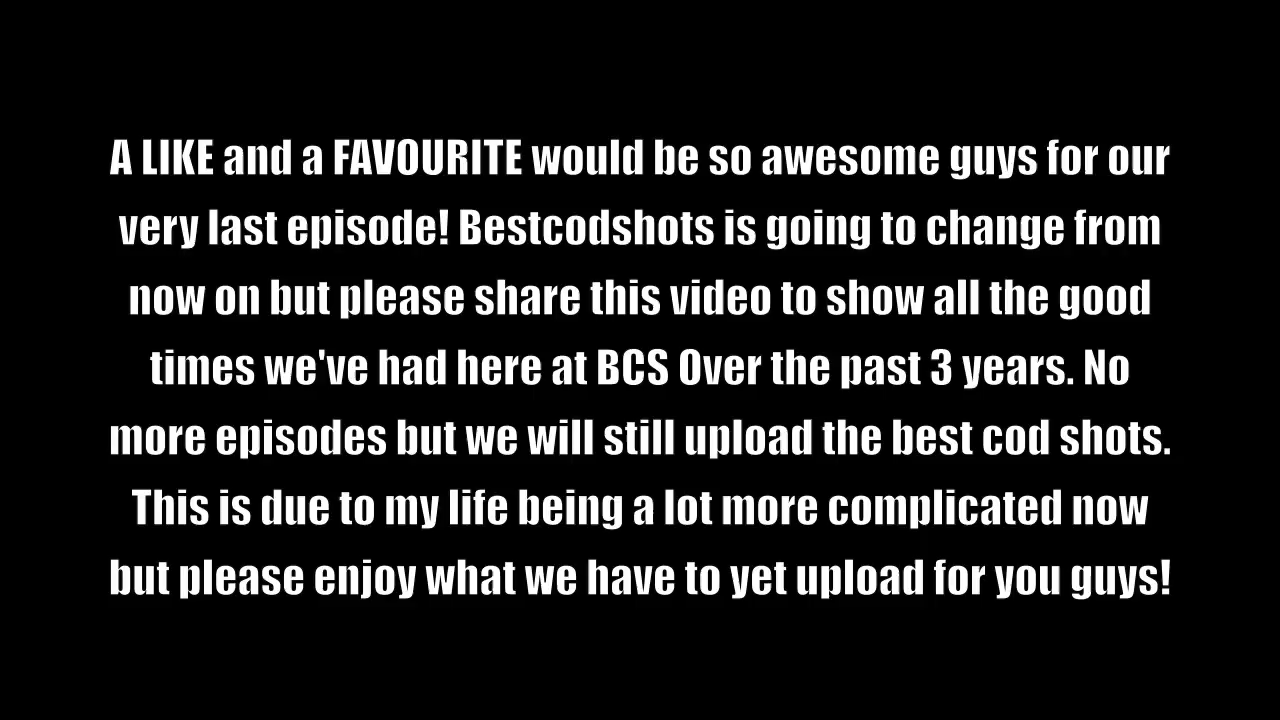 A LIKE and a FAVOURITE would be so awesome guys for our
very last episode! Bestcodshots is going to change from
now on but please share this video to show all the good
times we've had here at BCS Over the past 3 years. No
more episodes but we will still upload the best cod shots.
This is due to my life being a lot more complicated now
but please enjoy what we have to yet upload for you guys!